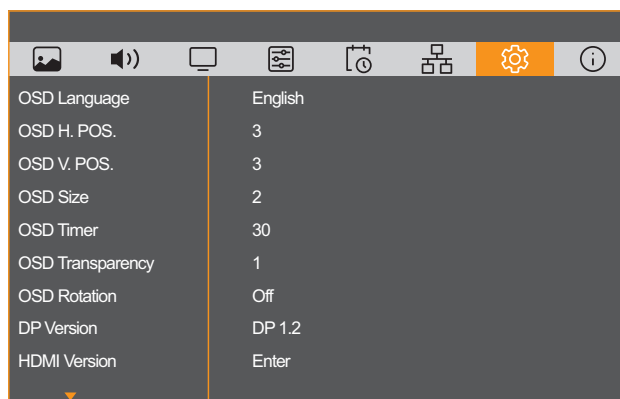 OSD Language English
OSD H. POS. 3
OSD V. POS. 3
OSD Size 2
OSD Timer 30
OSD Transparency 1
OSD Rotation Off
DP Version DP 1.2
HDMI Version Enter